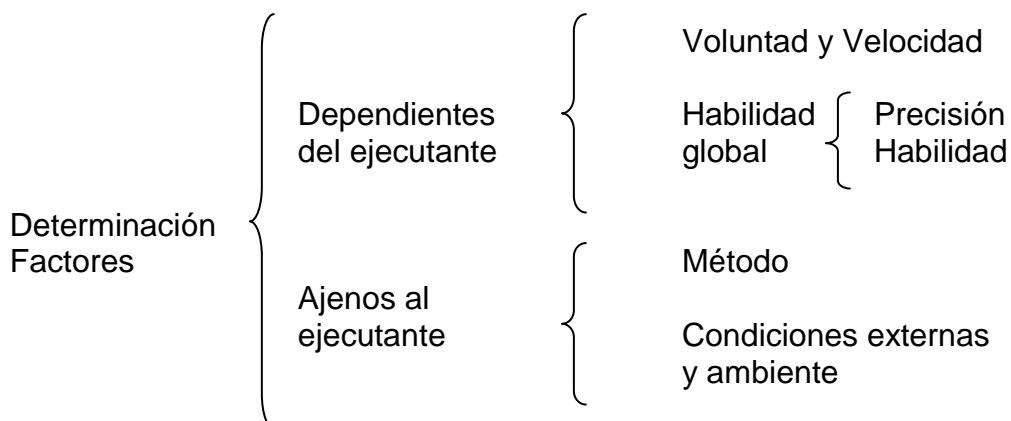 Determinación
Factores
Dependientes
del ejecutante
Voluntad y Velocidad
Habilidad
global
Precisión
Habilidad
Ajenos al
ejecutante
Método
Condiciones externas
y ambiente